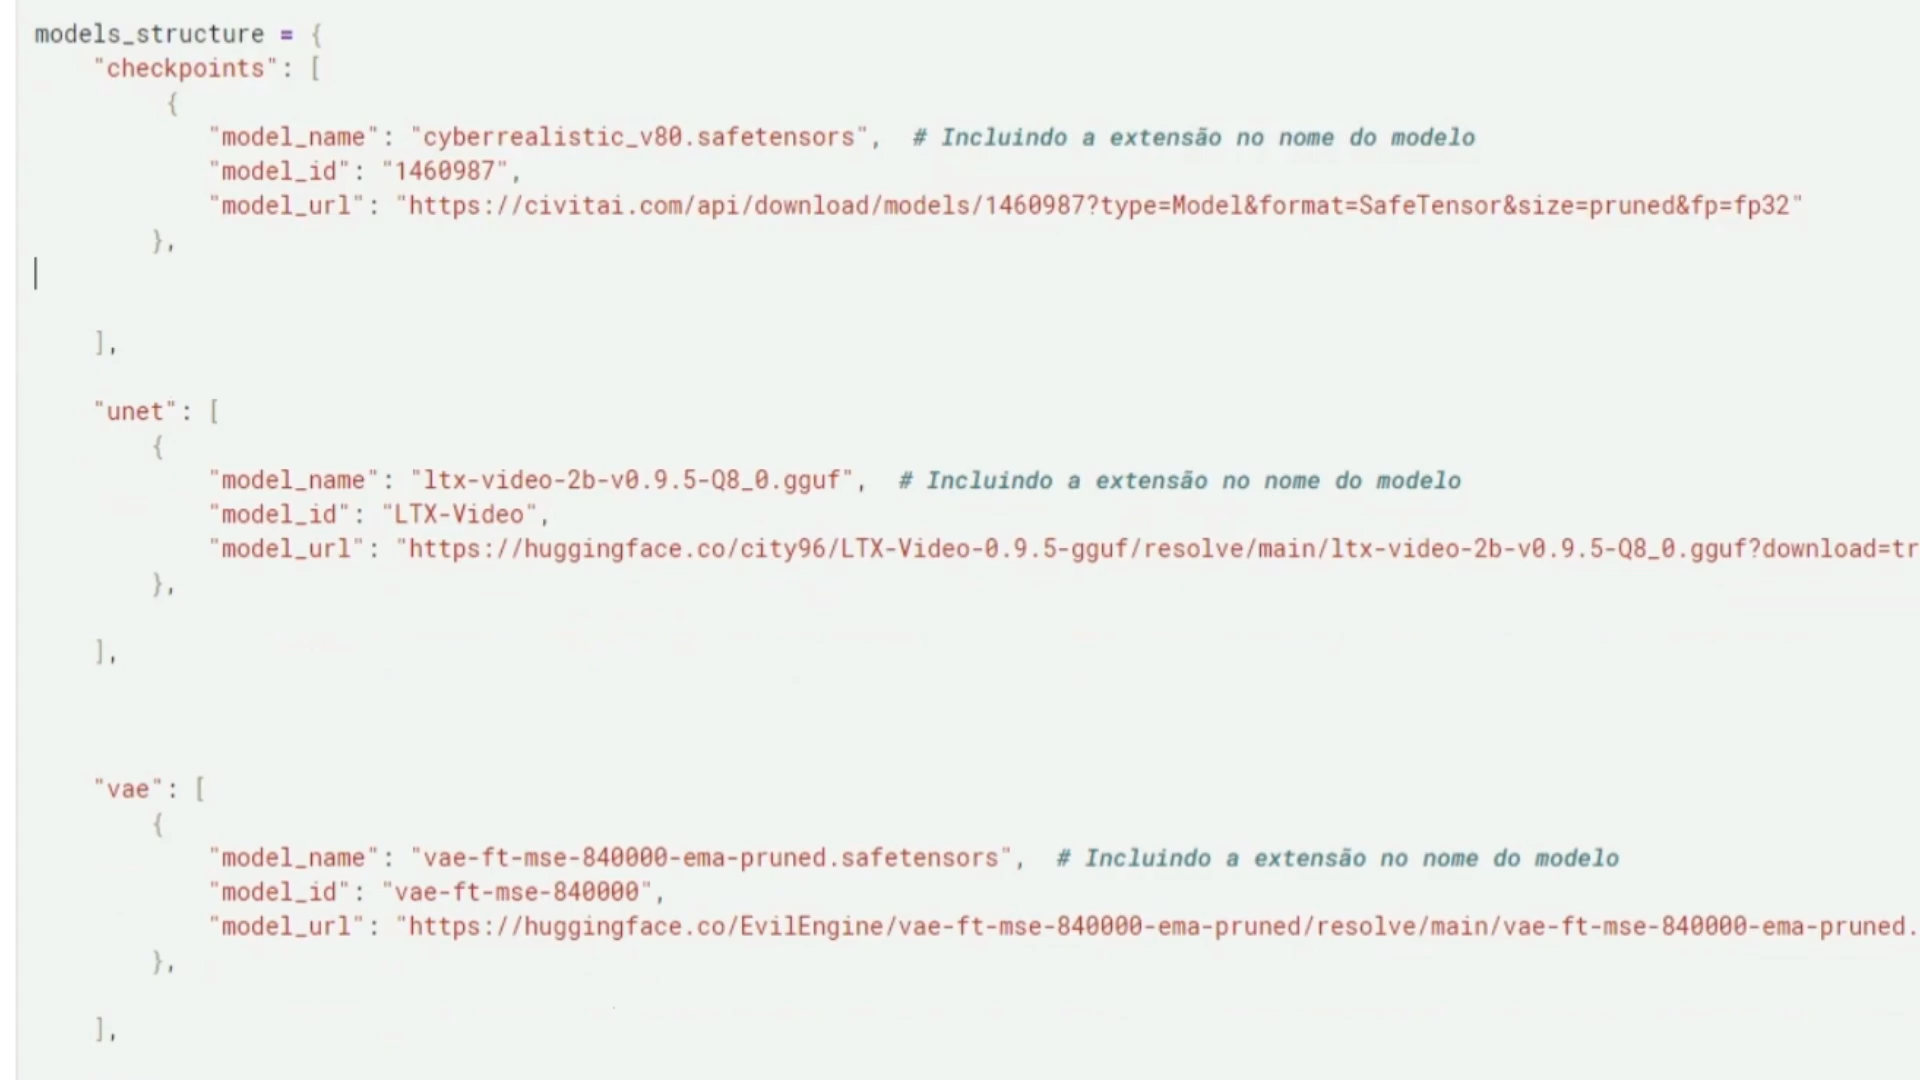 models_structure = {
"checkpoints": [
{
"model_name": "cyberrealistic_v80.safetensors",  # Incluindo a extensão no nome do modelo
"model_id": "1460987",
"model_url": "https://civitai.com/api/download/models/1460987?type=Model&format=SafeTensor&size=pruned&fp=fp32"
},
],
"unet": [
{
"model_name": "ltx-video-2b-v0.9.5-Q8_0.gguf",  # Incluindo a extensão no nome do modelo
"model_id": "LTX-Video",
"model_url": "https://huggingface.co/city96/LTX-Video-0.9.5-gguf/resolve/main/ltx-video-2b-v0.9.5-Q8_0.gguf?download=tr
},
],
"vae": [
{
"model_name": "vae-ft-mse-840000-ema-pruned.safetensors",  # Incluindo a extensão no nome do modelo
"model_id": "vae-ft-mse-840000",
"model_url": "https://huggingface.co/EvilEngine/vae-ft-mse-840000-ema-pruned/resolve/main/vae-ft-mse-840000-ema-pruned.
},
],